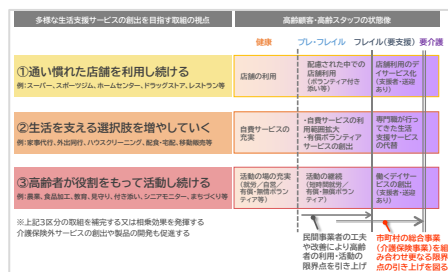 多様な生活支援サービスの創出を目指す取組の視点
高齢顧客・高齢スタッフの状態像
健康
プレ・フレイル
フレイル(要支援)
要介護
①通い慣れた店舗を利用し続ける
例:スーパー、スポーツジム、ホームセンター、ドラッグストア、レストラン等
店舗の利用
配慮された中での
店舗利用
(ボランティア付き
添い等)
店舗利用のデ
イサービス化
(支援者・送迎
あり)
②生活を支える選択肢を増やしていく
例:家事代行、外出同行、ハウスクリーニング、配食・宅配、移動販売等
自費サービスの
充実
・自費サービスの利
用範囲拡大
・有償ボランティア
サービスの創出
専門職が行っ
てきた生活
支援サービス
の代替
③高齢者が役割をもって活動し続ける
例:農業、食品加工、教育、見守り、付き添い、シニアモニター、まちづくり等
活動の場の充実
(就労/自営/
有償・無償ボラン
ティア等)
活動の継続
(短時間就労/
有償・無償ボラン
ティア)
働くデイサー
ビスの創出
(支援者・送迎
あり)
※上記3区分の取組を補完する又は相乗効果を発揮する
介護保険外サービスの創出や製品の開発も促進する
民間事業者の工夫
や改善により高齢
者の利用・活動の
限界点を引き上げ
市町村の総合事業
(介護保険事業)を組
み合わせ更なる限界
点の引き上げを図る